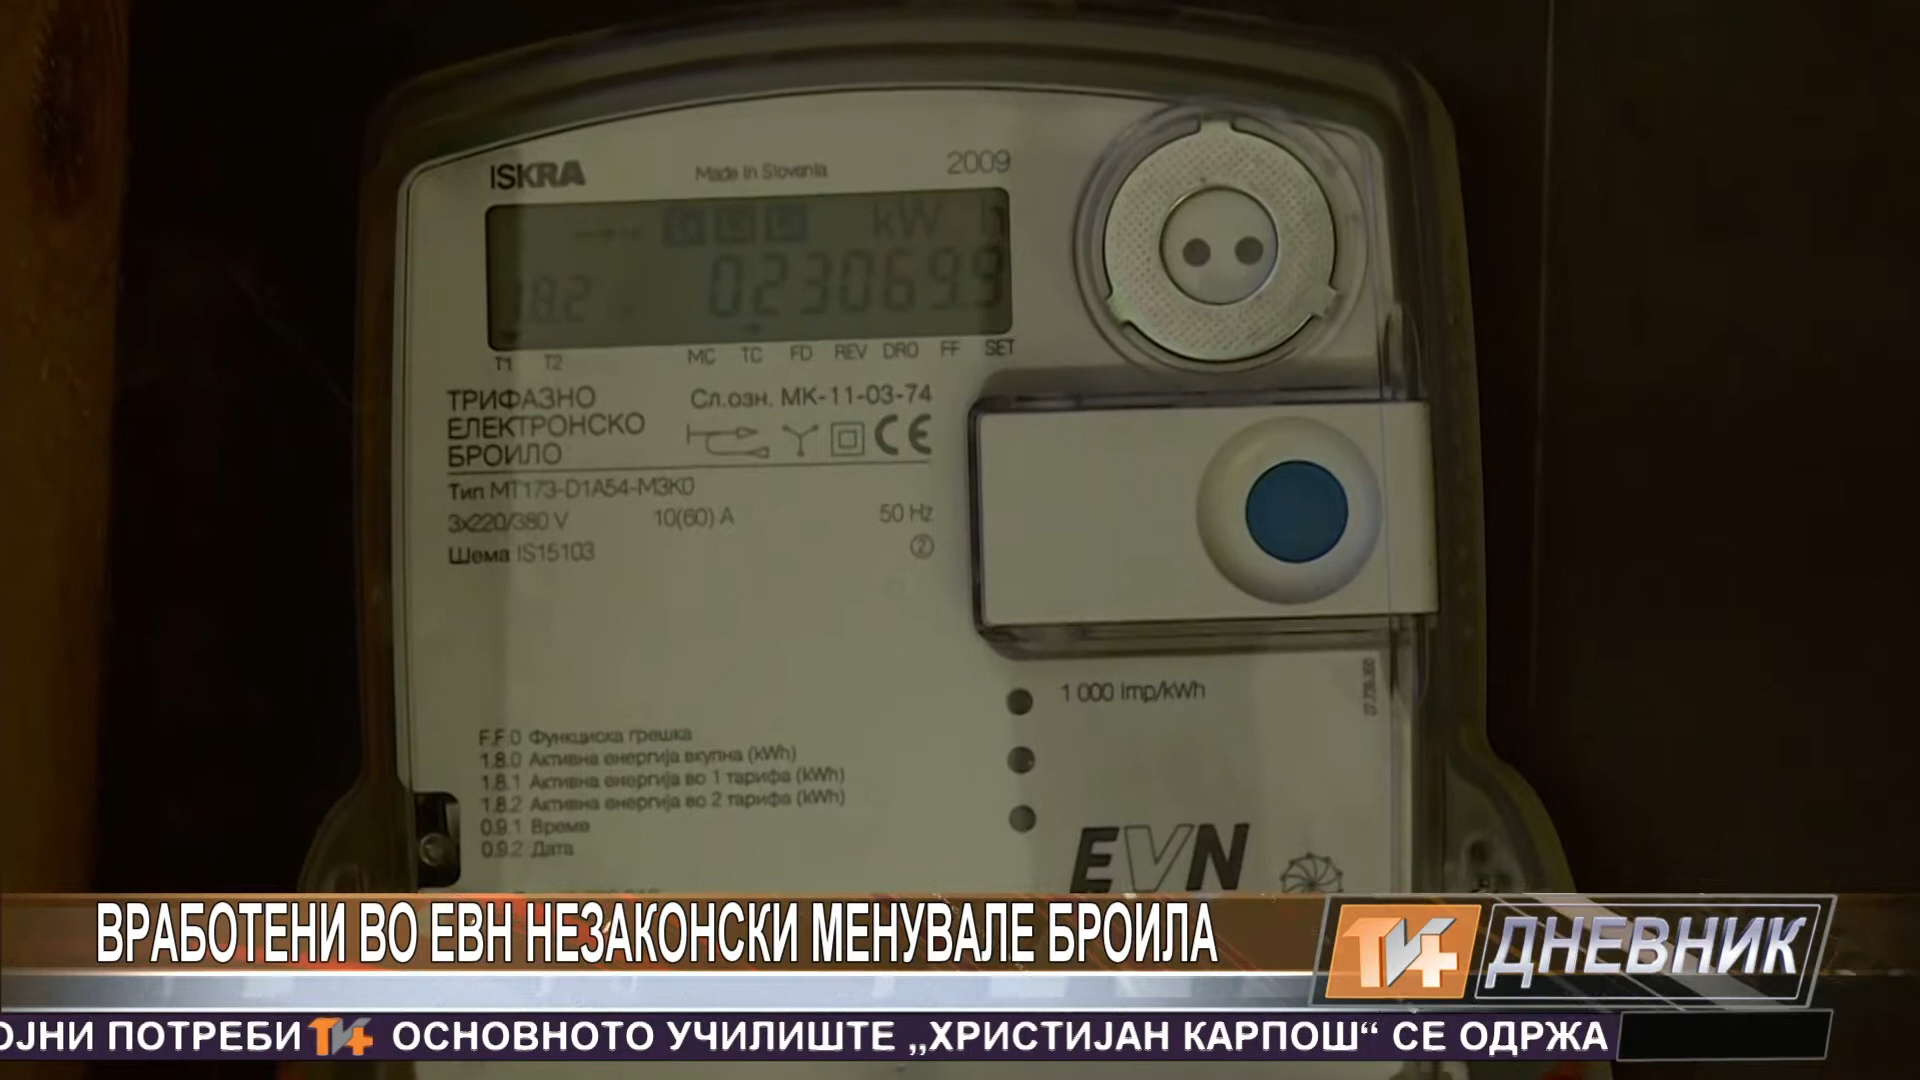 ISKRA
Made in Slovenia
2009
kW h
1.8.2 023069.9
T1 T2 MC TC FD REV DRO FF SET
ТРИФАЗНО
ЕЛЕКТРОНСКО
БРОИЛО
Сл.озн. МК-11-03-74
CE
Тип MT173-D1A54-M3K0
3x220/380 V 10(60) A 50 Hz
Шема IS15103 2
1 000 imp/kWh
F.F.0 Функциска грешка
1.8.0 Активна енергија вкупна (kWh)
1.8.1 Активна енергија во 1 тарифа (kWh)
1.8.2 Активна енергија во 2 тарифа (kWh)
0.9.1 Време
0.9.2 Дата
EVN
ВРАБОТЕНИ ВО ЕВН НЕЗАКОНСКИ МЕНУВАЛЕ БРОИЛА
ДНЕВНИК
ОЈНИ ПОТРЕБИ ОСНОВНОТО УЧИЛИШТЕ „ХРИСТИЈАН КАРПОШ“ СЕ ОДРЖА